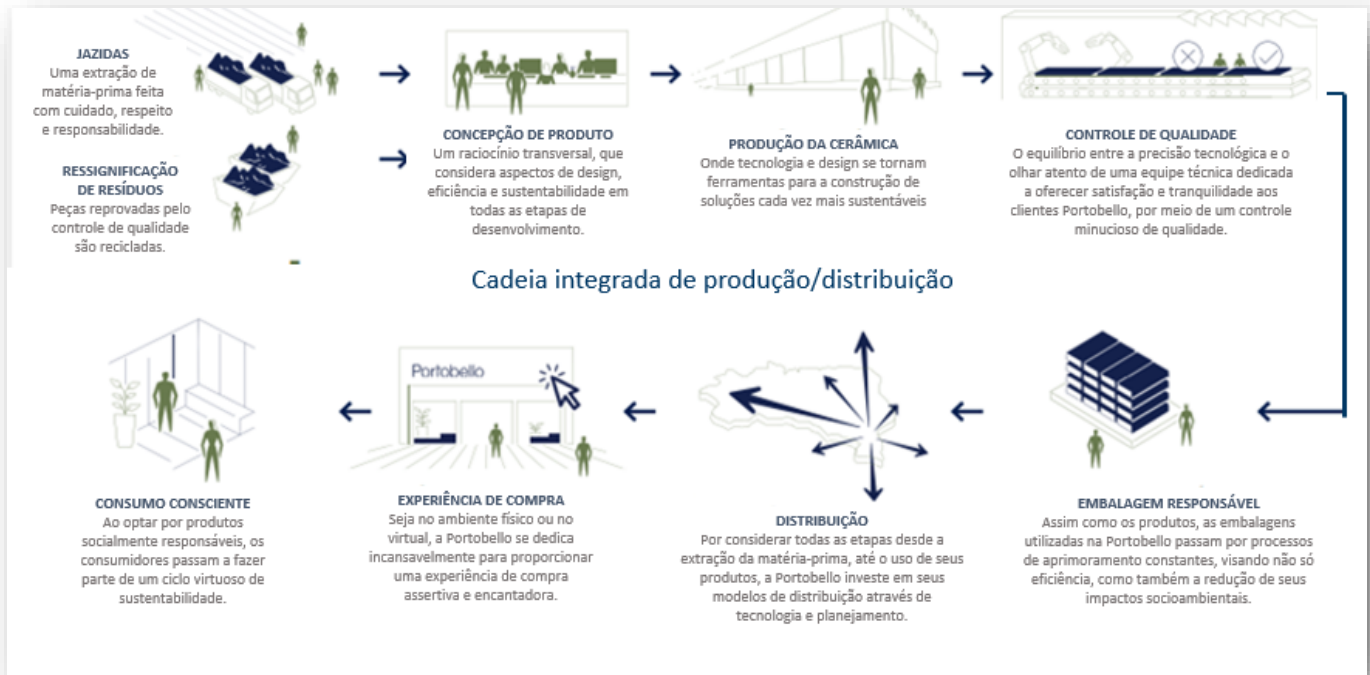 JAZIDAS
Uma extração de
matéria-prima feita
com cuidado, respeito
e responsabilidade.
RESSIGNIFICAÇÃO
DE RESÍDUOS
Peças reprovadas pelo
controle de qualidade
são recicladas.
CONCEPÇÃO DE PRODUTO
Um raciocínio transversal, que
considera aspectos de design,
eficiência e sustentabilidade em
todas as etapas de
desenvolvimento.
PRODUÇÃO DA CERÂMICA
Onde tecnologia e design se tornam
ferramentas para a construção de
soluções cada vez mais sustentáveis
CONTROLE DE QUALIDADE
O equilíbrio entre a precisão tecnológica e o
olhar atento de uma equipe técnica dedicada
a oferecer satisfação e tranquilidade aos
clientes Portobello, por meio de um controle
minucioso de qualidade.
Cadeia integrada de produção/distribuição
Portobello
CONSUMO CONSCIENTE
Ao optar por produtos
socialmente responsáveis, os
consumidores passam a fazer
parte de um ciclo virtuoso de
sustentabilidade.
EXPERIÊNCIA DE COMPRA
Seja no ambiente físico ou no
virtual, a Portobello se dedica
incansavelmente para proporcionar
uma experiência de compra
assertiva e encantadora.
DISTRIBUIÇÃO
Por considerar todas as etapas desde a
extração da matéria-prima, até o uso de seus
produtos, a Portobello investe em seus
modelos de distribuição através de
tecnologia e planejamento.
EMBALAGEM RESPONSÁVEL
Assim como os produtos, as embalagens
utilizadas na Portobello passam por processos
de aprimoramento constantes, visando não só
eficiência, como também a redução de seus
impactos socioambientais.